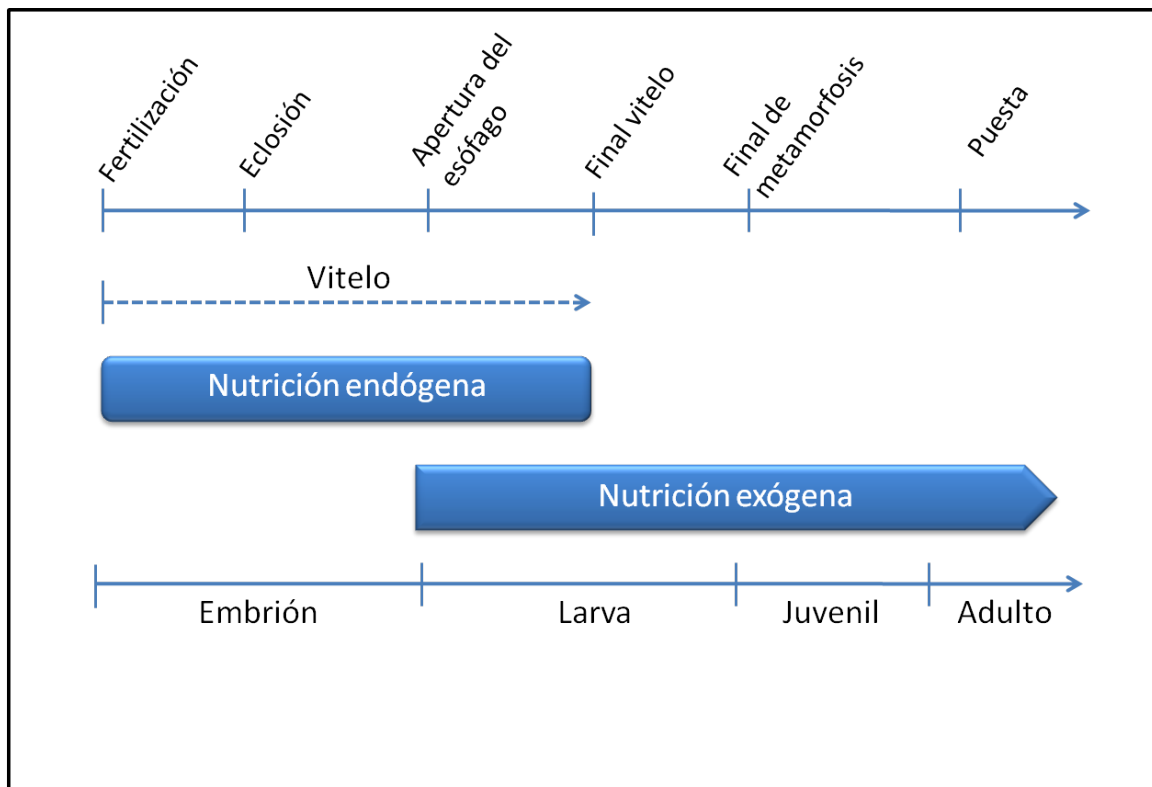 Fertilización
Eclosión
Apertura del
esófago
Final vitelo
Final de
metamorfosis
Puesta
Vitelo
Nutrición endógena
Nutrición exógena
Embrión
Larva
Juvenil
Adulto